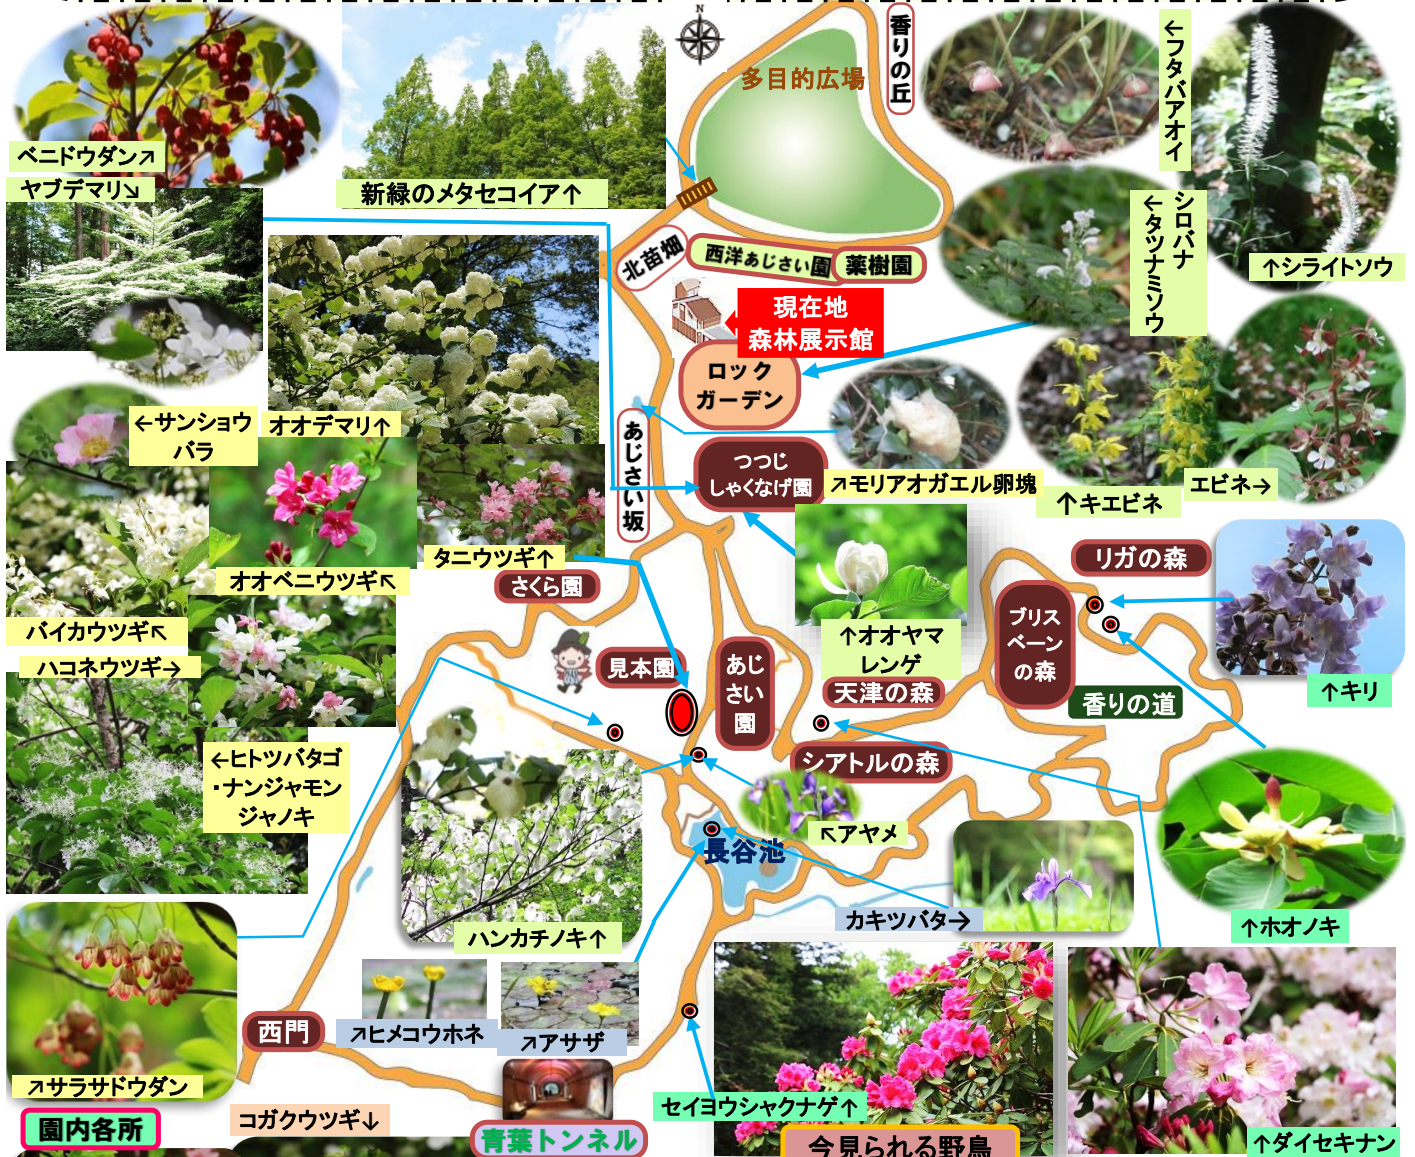 N
香りの丘
多目的広場
←フタバアオイ
ベニドウダン↗
ヤブデマリ↘
新緑のメタセコイア↑
シロバナ
←タツナミソウ
↑シライトソウ
北苗畑
西洋あじさい園
薬樹園
現在地
森林展示館
ロック
ガーデン
←サンショウ
バラ
オオデマリ↑
あじさい坂
つつじ
しゃくなげ園
↗モリアオガエル卵塊
↑キエビネ
エビネ→
タニウツギ↑
オオベニウツギ↖
さくら園
リガの森
バイカウツギ↖
ハコネウツギ→
↑オオヤマ
レンゲ
ブリス
ベーン
の森
見本園
あじ
さい
園
天津の森
香りの道
↑キリ
←ヒトツバタゴ
・ナンジャモン
ジャノキ
シアトルの森
↖アヤメ
長谷池
カキツバタ→
↑ホオノキ
ハンカチノキ↑
西門
↗ヒメコウホネ
↗アサザ
↗サラサドウダン
セイヨウシャクナゲ↑
園内各所
コガクウツギ↓
青葉トンネル
今見られる野鳥
↑ダイセキナン